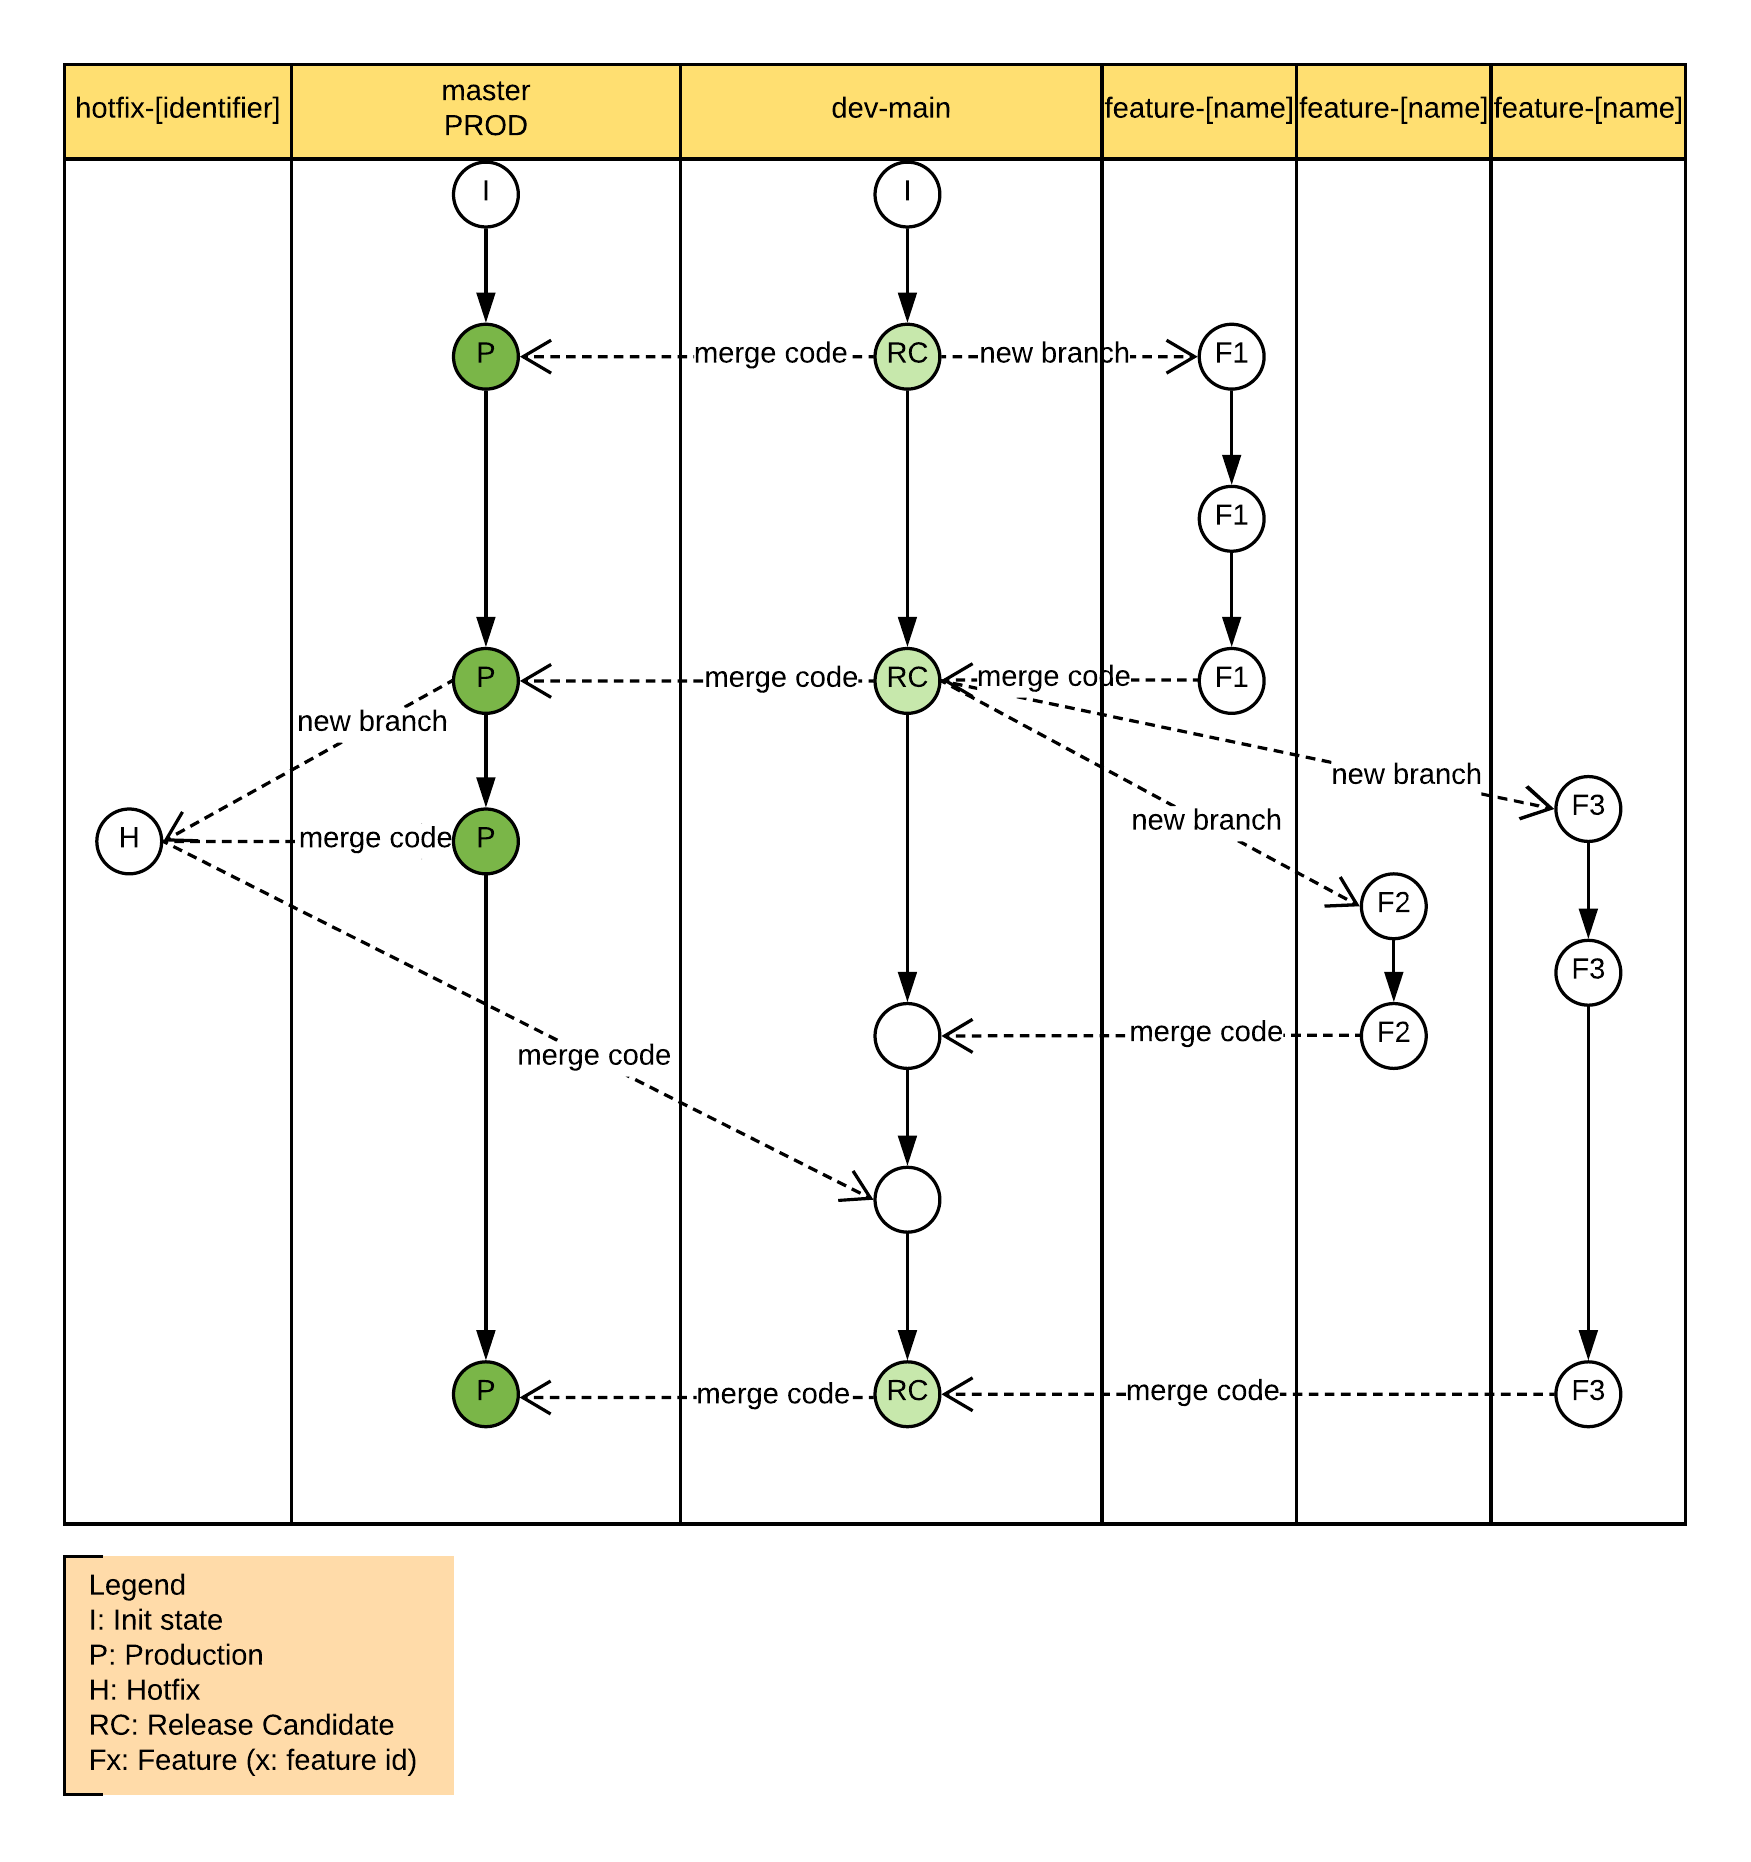 hotfix-[identifier]
master
PROD
dev-main
feature-[name]
feature-[name]
feature-[name]
I
I
P
merge code
RC
new branch
F1
F1
P
merge code
RC
merge code
F1
new branch
new branch
F3
new branch
H
merge code
P
F2
F3
merge code
F2
merge code
P
merge code
RC
merge code
F3
Legend
I: Init state
P: Production
H: Hotfix
RC: Release Candidate
Fx: Feature (x: feature id)